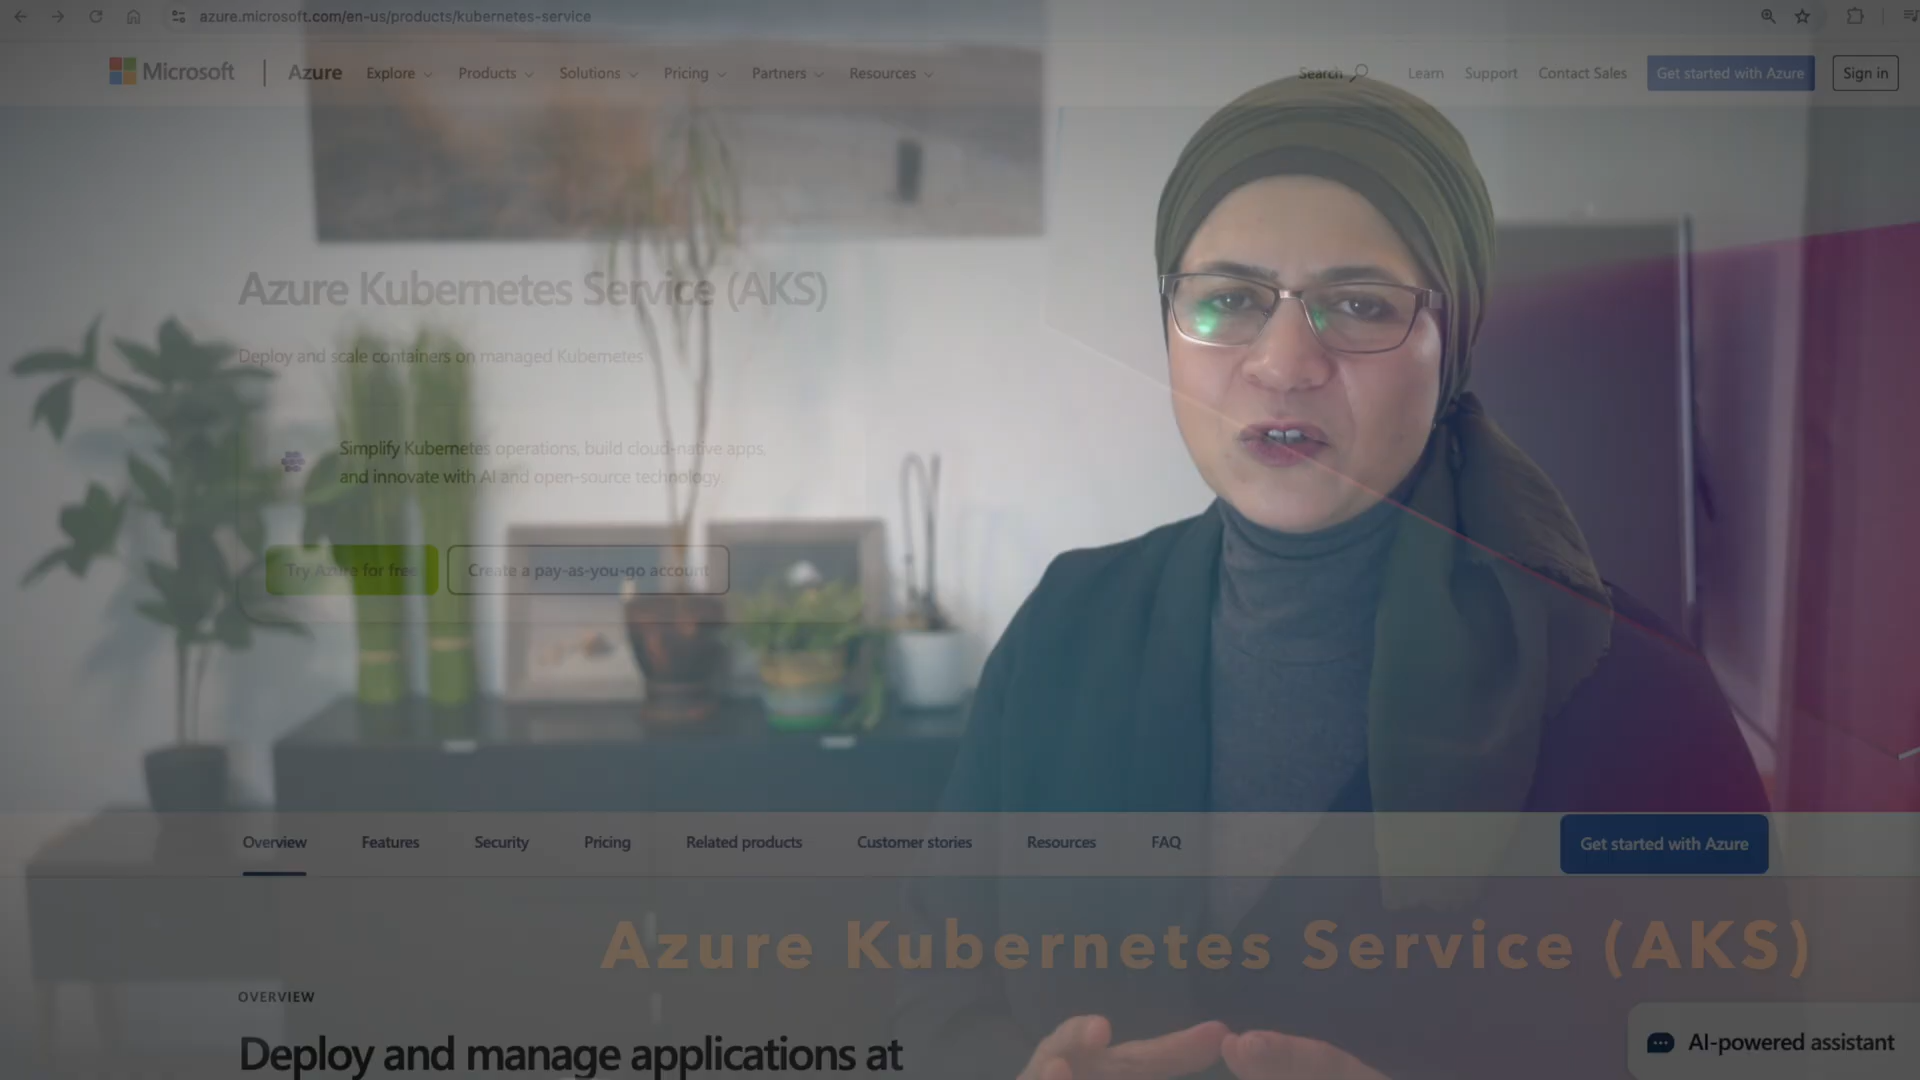 azure.microsoft.com/en-us/products/kubernetes-service
Microsoft Azure Explore Products Solutions Pricing Partners Resources Search Learn Support Contact Sales Get started with Azure Sign in
Azure Kubernetes Service (AKS)
Deploy and scale containers on managed Kubernetes
Simplify Kubernetes operations, build cloud-native apps,
and innovate with AI and open-source technology
Try Azure for free Create a pay-as-you-go account
Overview Features Security Pricing Related products Customer stories Resources FAQ Get started with Azure
Azure Kubernetes Service (AKS)
OVERVIEW
Deploy and manage applications at
AI-powered assistant